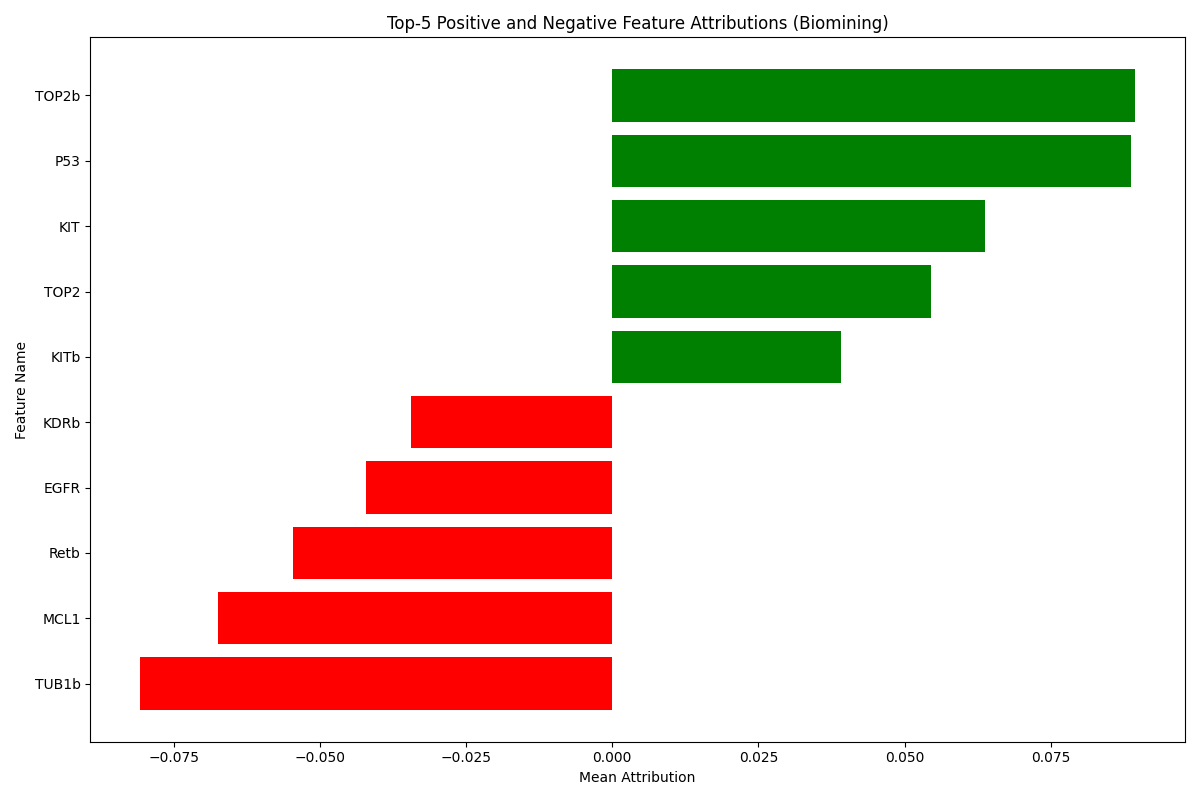 Top-5 Positive and Negative Feature Attributions (Biomining)
Feature Name
TOP2b
P53
KIT
TOP2
KITb
KDRb
EGFR
Retb
MCL1
TUB1b
−0.075 −0.050 −0.025 0.000 0.025 0.050 0.075
Mean Attribution